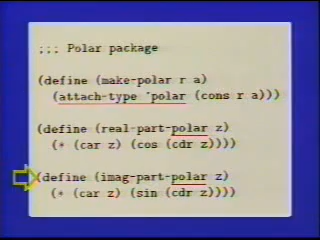 ;;; Polar package
(define (make-polar r a)
(attach-type 'polar (cons r a)))
(define (real-part-polar z)
(* (car z) (cos (cdr z))))
(define (imag-part-polar z)
(* (car z) (sin (cdr z))))